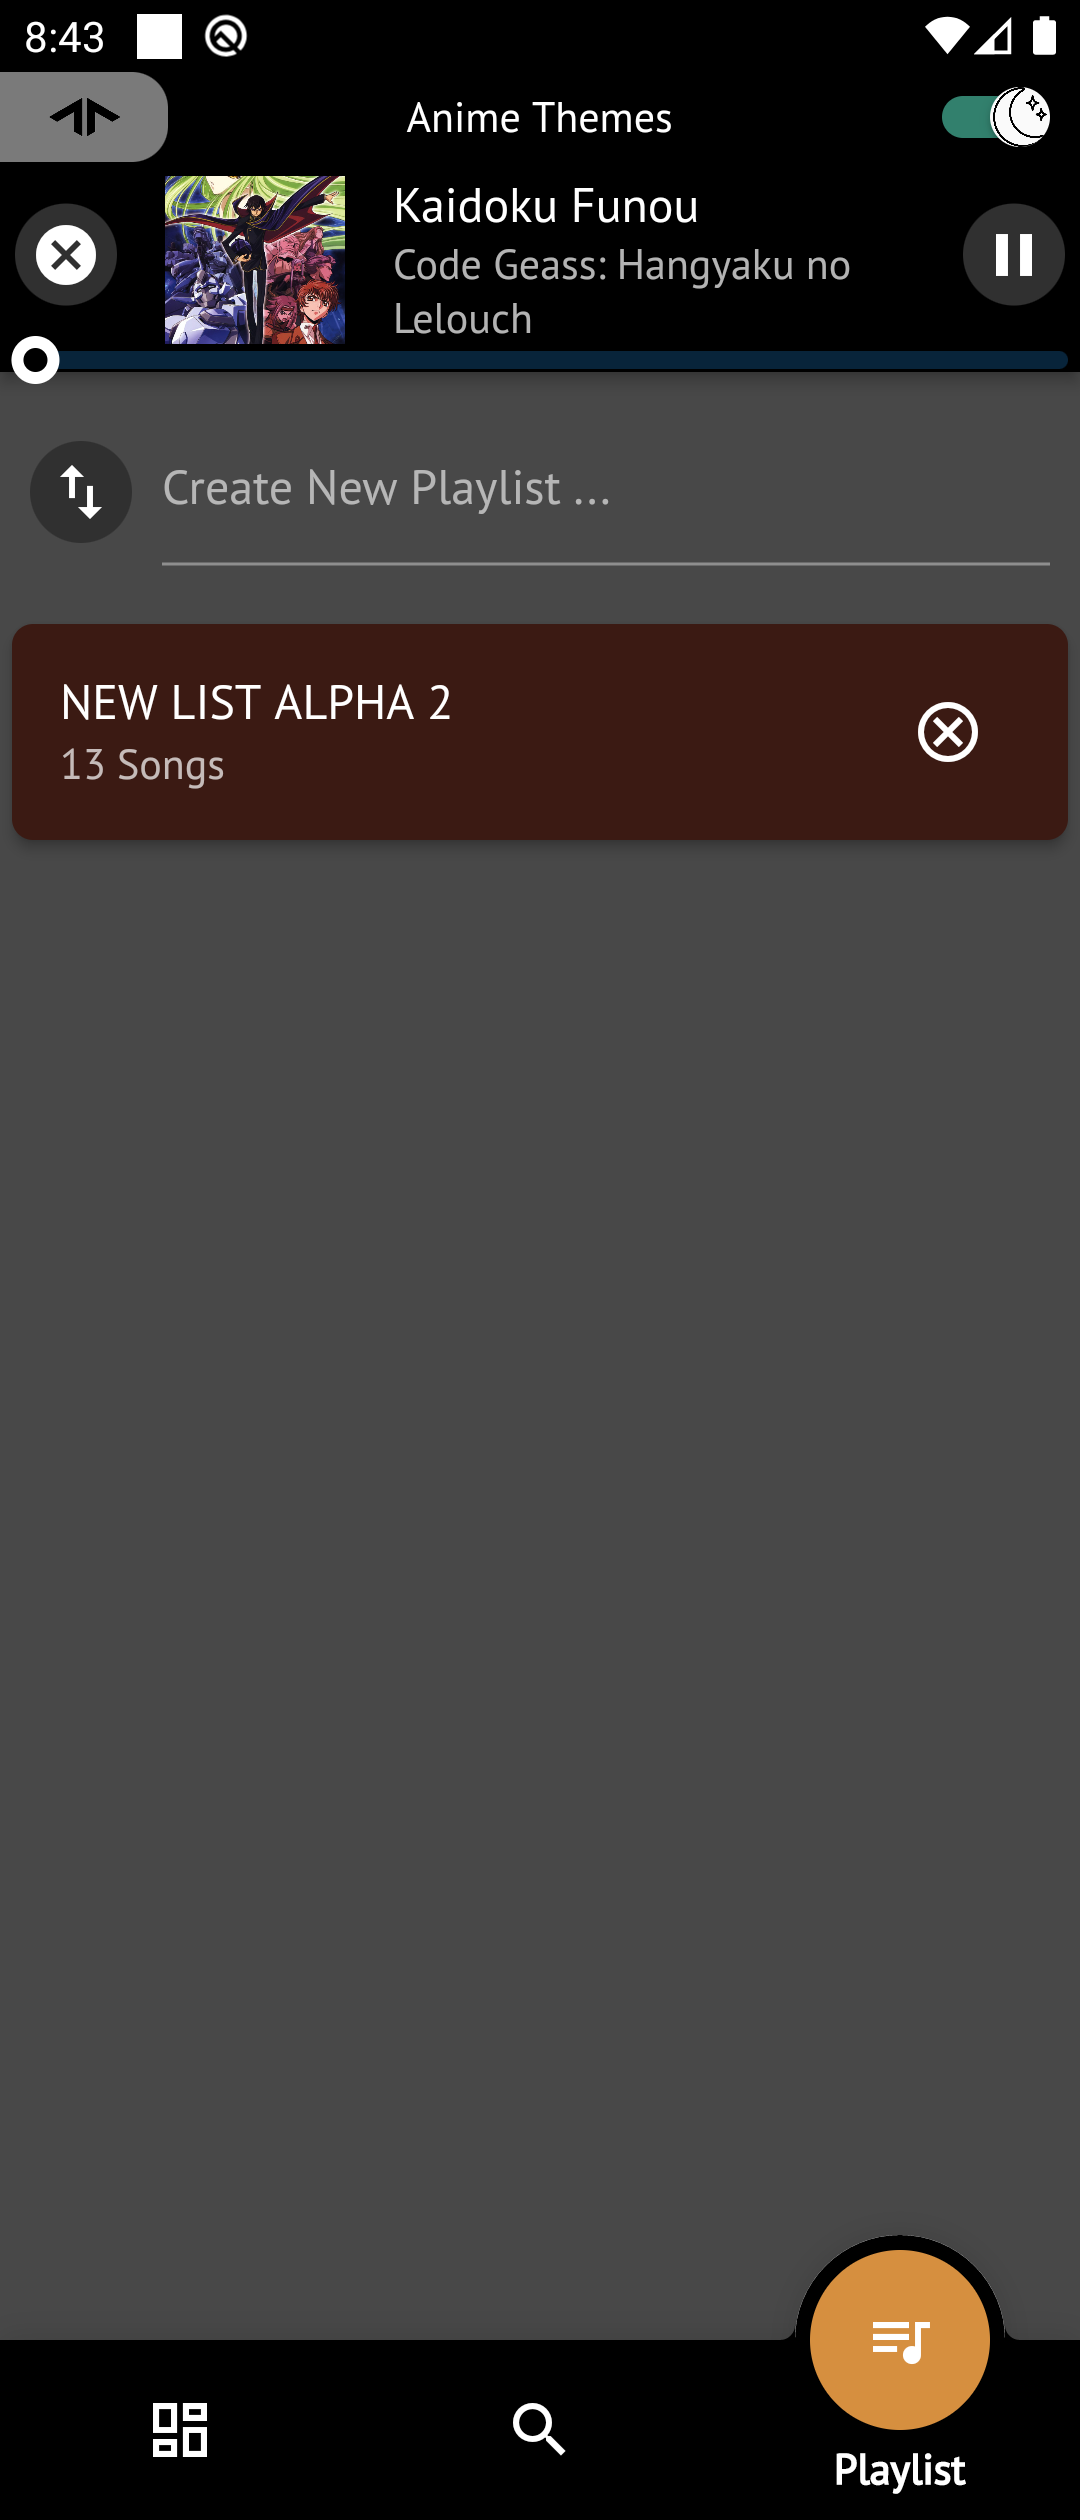 8:43
Anime Themes
Kaidoku Funou
Code Geass: Hangyaku no
Lelouch
Create New Playlist ...
NEW LIST ALPHA 2
13 Songs
Playlist